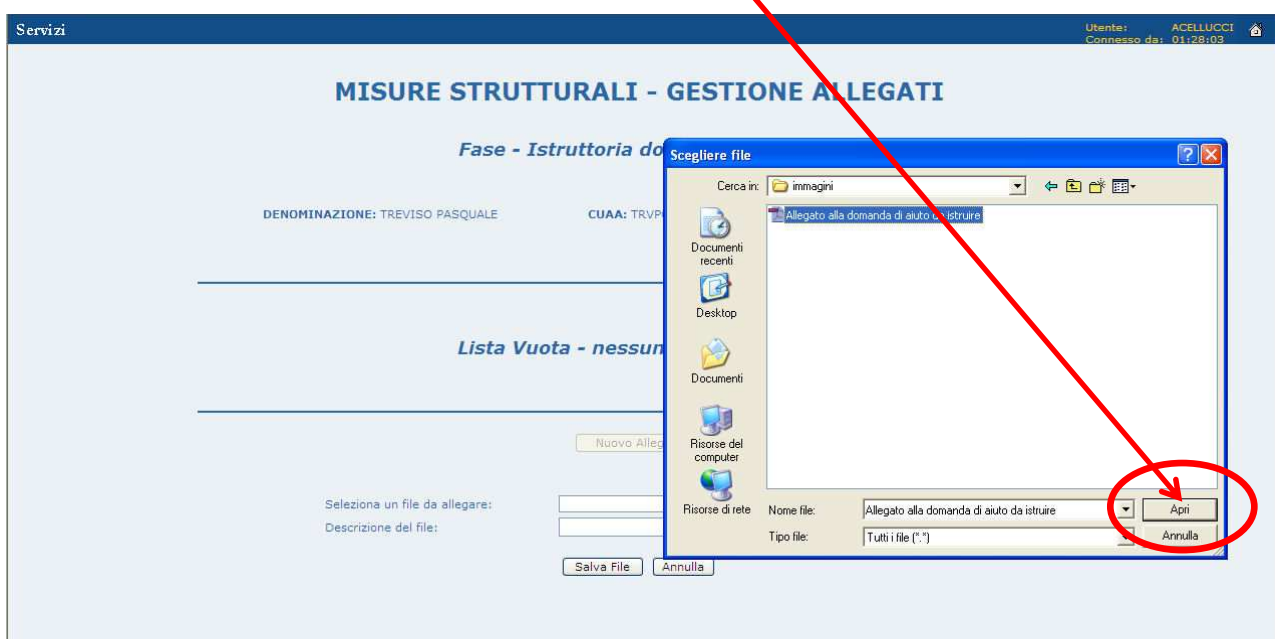 Servizi
Utente: ACELLUCCI
Connesso da: 01:28:03
MISURE STRUTTURALI - GESTIONE ALLEGATI
Fase - Istruttoria do
DENOMINAZIONE: TREVISO PASQUALE CUAA:
Lista Vuota - nessun
Nuovo Alleg
Seleziona un file da allegare:
Descrizione del file:
Salva File Annulla
Scegliere file
Cerca in: immagini
Allegato alla domanda di aiuto da istruire
Documenti
recenti
Desktop
Documenti
Risorse del
computer
Risorse di rete
Nome file: Allegato alla domanda di aiuto da istruire Apri
Tipo file: Tutti i file (*.*) Annulla